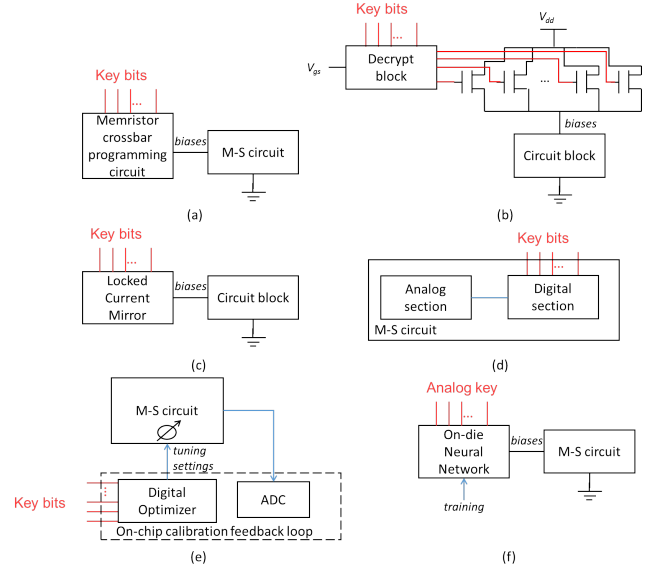 Key bits
...
Memristor
crossbar
programming
circuit
biases
M-S circuit
(a)
Key bits
...
Vdd
Vgs
Decrypt
block
...
biases
Circuit block
(b)
Key bits
...
Locked
Current
Mirror
biases
Circuit block
(c)
Key bits
...
Analog
section
Digital
section
M-S circuit
(d)
M-S circuit
tuning
settings
Key bits
...
Digital
Optimizer
ADC
On-chip calibration feedback loop
(e)
Analog key
...
On-die
Neural
Network
biases
M-S circuit
training
(f)